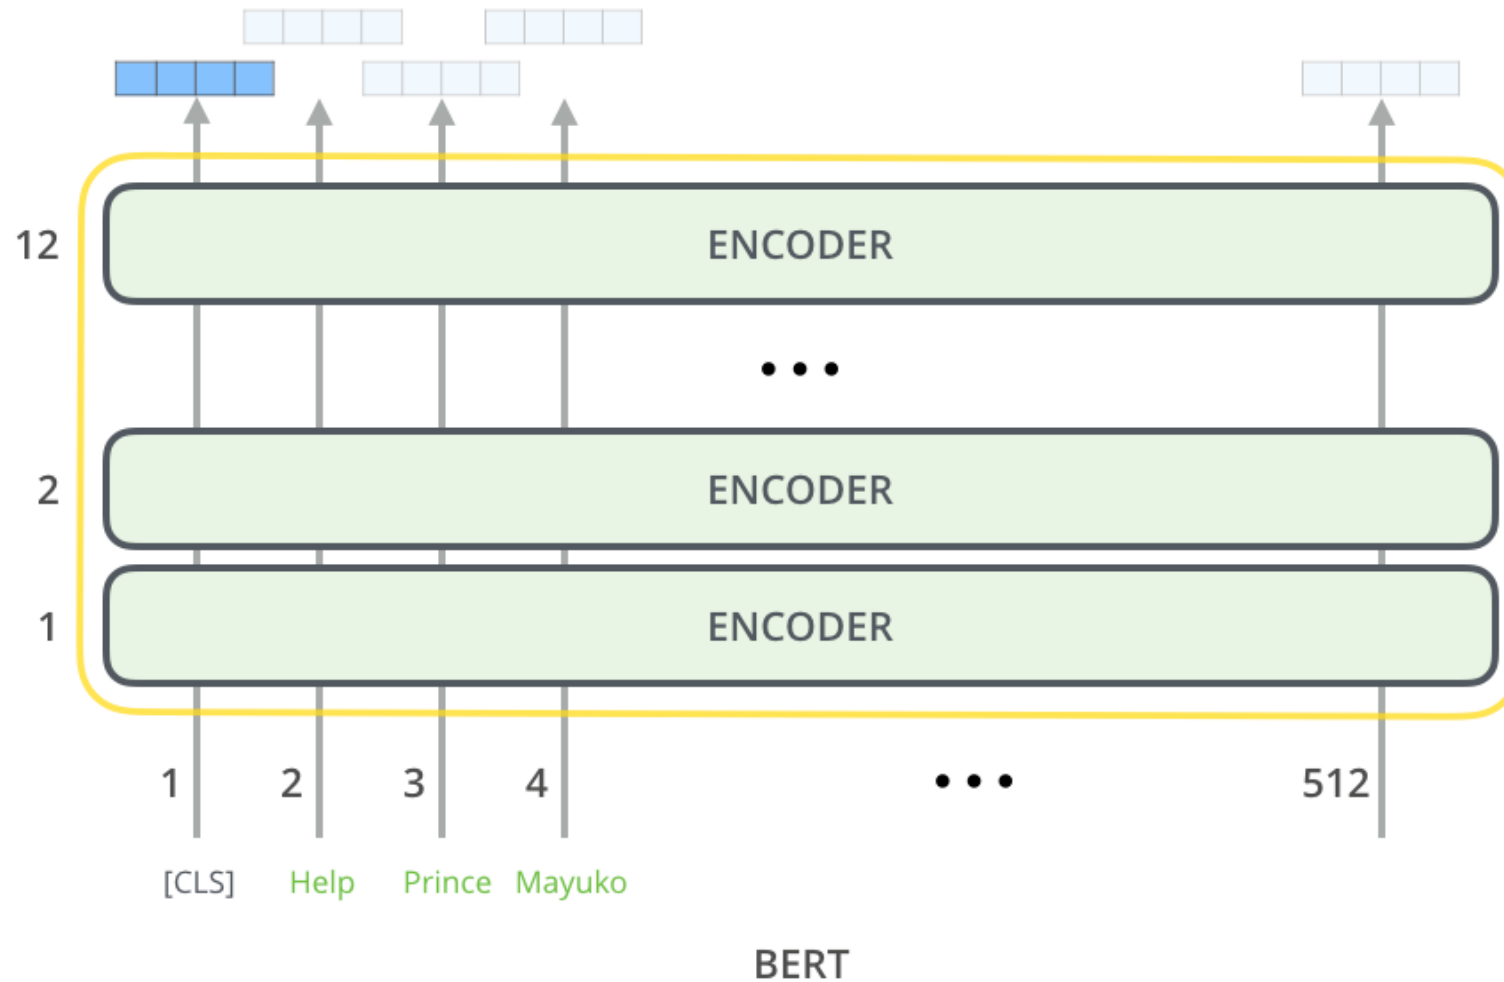 12 ENCODER
•••
2 ENCODER
1 ENCODER
1 2 3 4 ••• 512
[CLS] Help Prince Mayuko
BERT